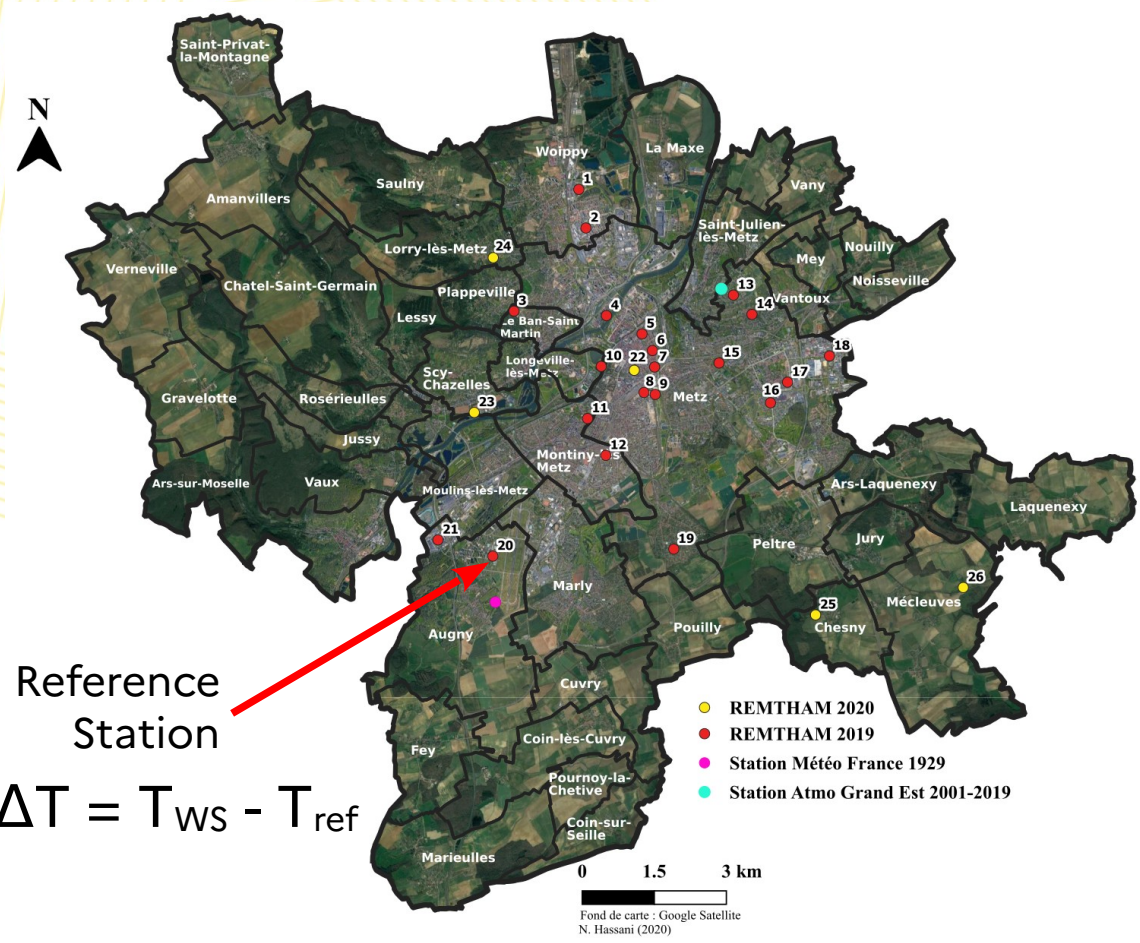 Saint-Privat-
la-Montagne
N
Woippy
La Maxe
1
Saulny
Vany
Amanvillers
2
Saint-Julien-
lès-Metz
Lorry-lès-Metz
24
Nouilly
Mey
Verneville
Noisseville
Chatel-Saint-Germain
Plappeville
13
Vantoux
3
4
14
Lessy
Le Ban-Saint
Martin
5
6
18
10
22
7
15
Longeville-
lès-Metz
Scy-
Chazelles
17
Gravelotte
Rosérieulles
8
9
Metz
16
23
11
Jussy
12
Montigny-lès
Metz
Ars-sur-Moselle
Vaux
Moulins-lès-Metz
Ars-Laquenexy
Laquenexy
21
20
19
Peltre
Jury
26
Marly
Mécleuves
25
Augny
Pouilly
Chesny
Reference
Station
Cuvry
REMTHAM 2020
REMTHAM 2019
Fey
Coin-lès-Cuvry
Station Météo France 1929
Pournoy-la-
Chetive
Station Atmo Grand Est 2001-2019
ΔT = TWS - Tref
Coin-sur-
Seille
Marieulles
0 1.5 3 km
Fond de carte : Google Satellite
N. Hassani (2020)